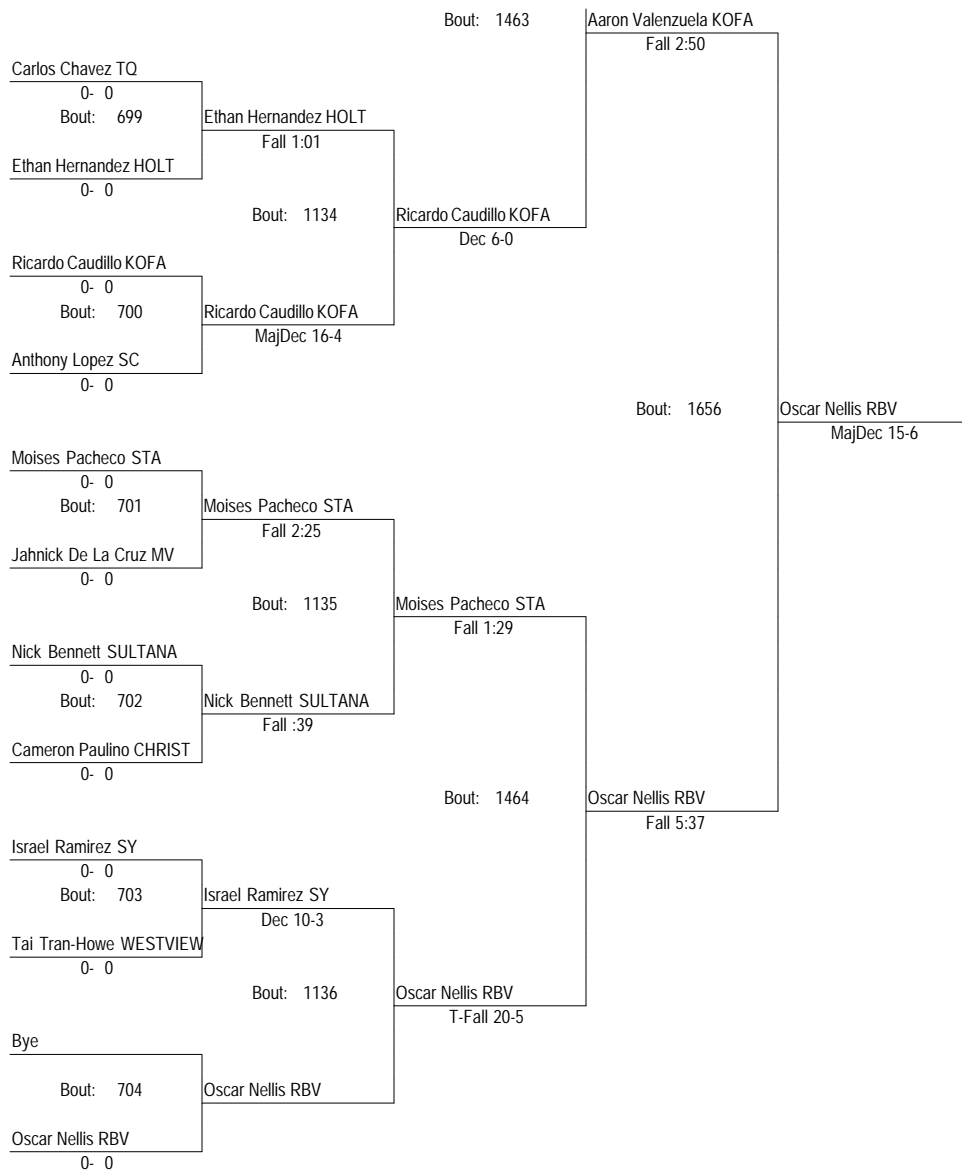 Bout: 1463 Aaron Valenzuela KOFA
Fall 2:50
Carlos Chavez TQ
0- 0
Bout: 699 Ethan Hernandez HOLT
Fall 1:01
Ethan Hernandez HOLT
0- 0
Bout: 1134 Ricardo Caudillo KOFA
Dec 6-0
Ricardo Caudillo KOFA
0- 0
Bout: 700 Ricardo Caudillo KOFA
MajDec 16-4
Anthony Lopez SC
0- 0
Bout: 1656 Oscar Nellis RBV
MajDec 15-6
Moises Pacheco STA
0- 0
Bout: 701 Moises Pacheco STA
Fall 2:25
Jahnick De La Cruz MV
0- 0
Bout: 1135 Moises Pacheco STA
Fall 1:29
Nick Bennett SULTANA
0- 0
Bout: 702 Nick Bennett SULTANA
Fall :39
Cameron Paulino CHRIST
0- 0
Bout: 1464 Oscar Nellis RBV
Fall 5:37
Israel Ramirez SY
0- 0
Bout: 703 Israel Ramirez SY
Dec 10-3
Tai Tran-Howe WESTVIEW
0- 0
Bout: 1136 Oscar Nellis RBV
T-Fall 20-5
Bye
Bout: 704 Oscar Nellis RBV
Oscar Nellis RBV
0- 0